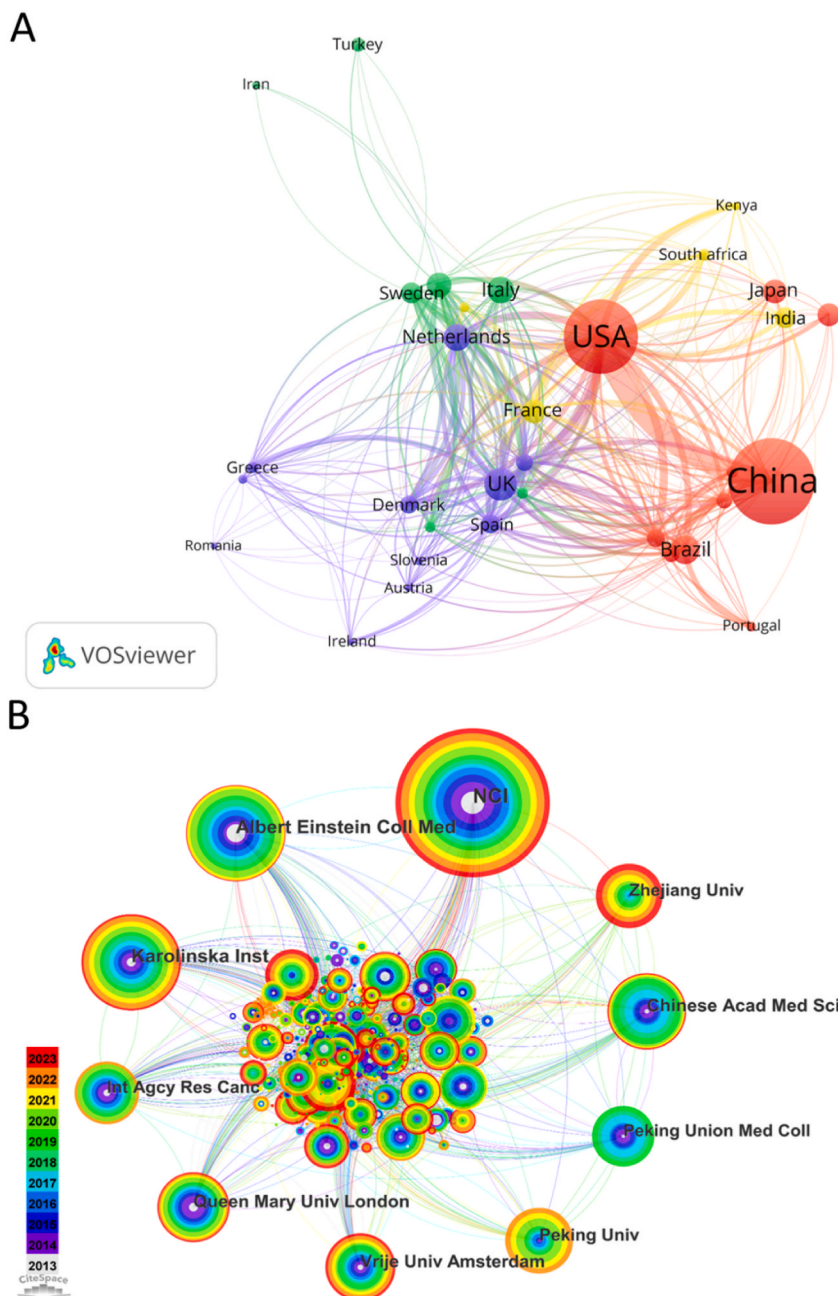 A
Turkey
Iran
Kenya
South africa
Sweden
Italy
Japan
USA
India
Netherlands
France
Greece
China
UK
Denmark
Spain
Brazil
Romania
Slovenia
Austria
Portugal
Ireland
VOSviewer
B
NCI
Albert Einstein Coll Med
Zhejiang Univ
Karolinska Inst
Chinese Acad Med Sci
Int Agcy Res Canc
Peking Union Med Coll
Queen Mary Univ London
Peking Univ
Vrije Univ Amsterdam
2023
2022
2021
2020
2019
2018
2017
2016
2015
2014
2013
CiteSpace